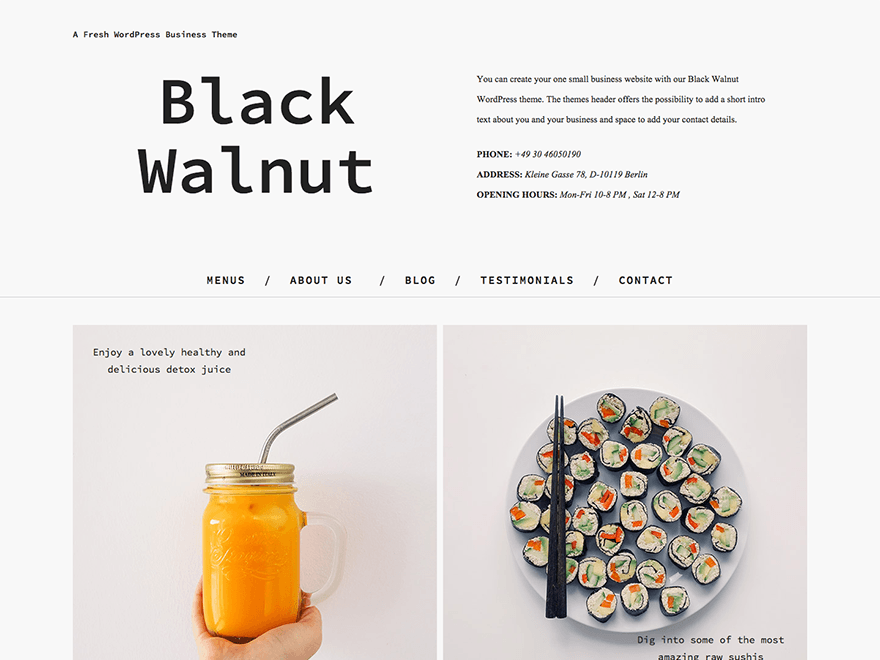 A Fresh WordPress Business Theme
Black
Walnut
You can create your one small business website with our Black Walnut
WordPress theme. The themes header offers the possibility to add a short intro
text about you and your business and space to add your contact details.
PHONE: +49 30 46050190
ADDRESS: Kleine Gasse 78, D-10119 Berlin
OPENING HOURS: Mon-Fri 10-8 PM , Sat 12-8 PM
MENUS / ABOUT US / BLOG / TESTIMONIALS / CONTACT
Enjoy a lovely healthy and
delicious detox juice
MADE IN ITALY
Dig into some of the most
amazing raw sushis